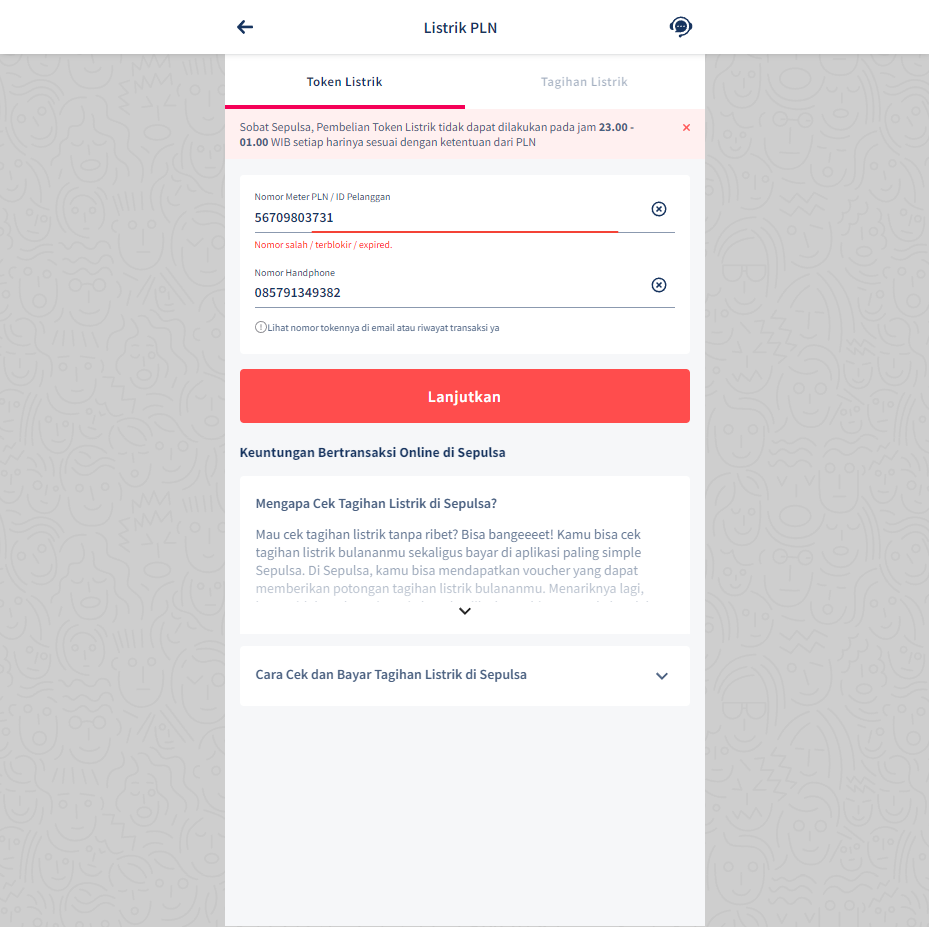 Listrik PLN
Token Listrik
Tagihan Listrik
Sobat Sepulsa, Pembelian Token Listrik tidak dapat dilakukan pada jam 23.00 -
01.00 WIB setiap harinya sesuai dengan ketentuan dari PLN
Nomor Meter PLN / ID Pelanggan
56709803731
Nomor salah / terblokir / expired.
Nomor Handphone
085791349382
Lihat nomor tokennya di email atau riwayat transaksi ya
Lanjutkan
Keuntungan Bertransaksi Online di Sepulsa
Mengapa Cek Tagihan Listrik di Sepulsa?
Mau cek tagihan listrik tanpa ribet? Bisa bangeeeet! Kamu bisa cek
tagihan listrik bulananmu sekaligus bayar di aplikasi paling simple
Sepulsa. Di Sepulsa, kamu bisa mendapatkan voucher yang dapat
memberikan potongan tagihan listrik bulananmu. Menariknya lagi,
Cara Cek dan Bayar Tagihan Listrik di Sepulsa